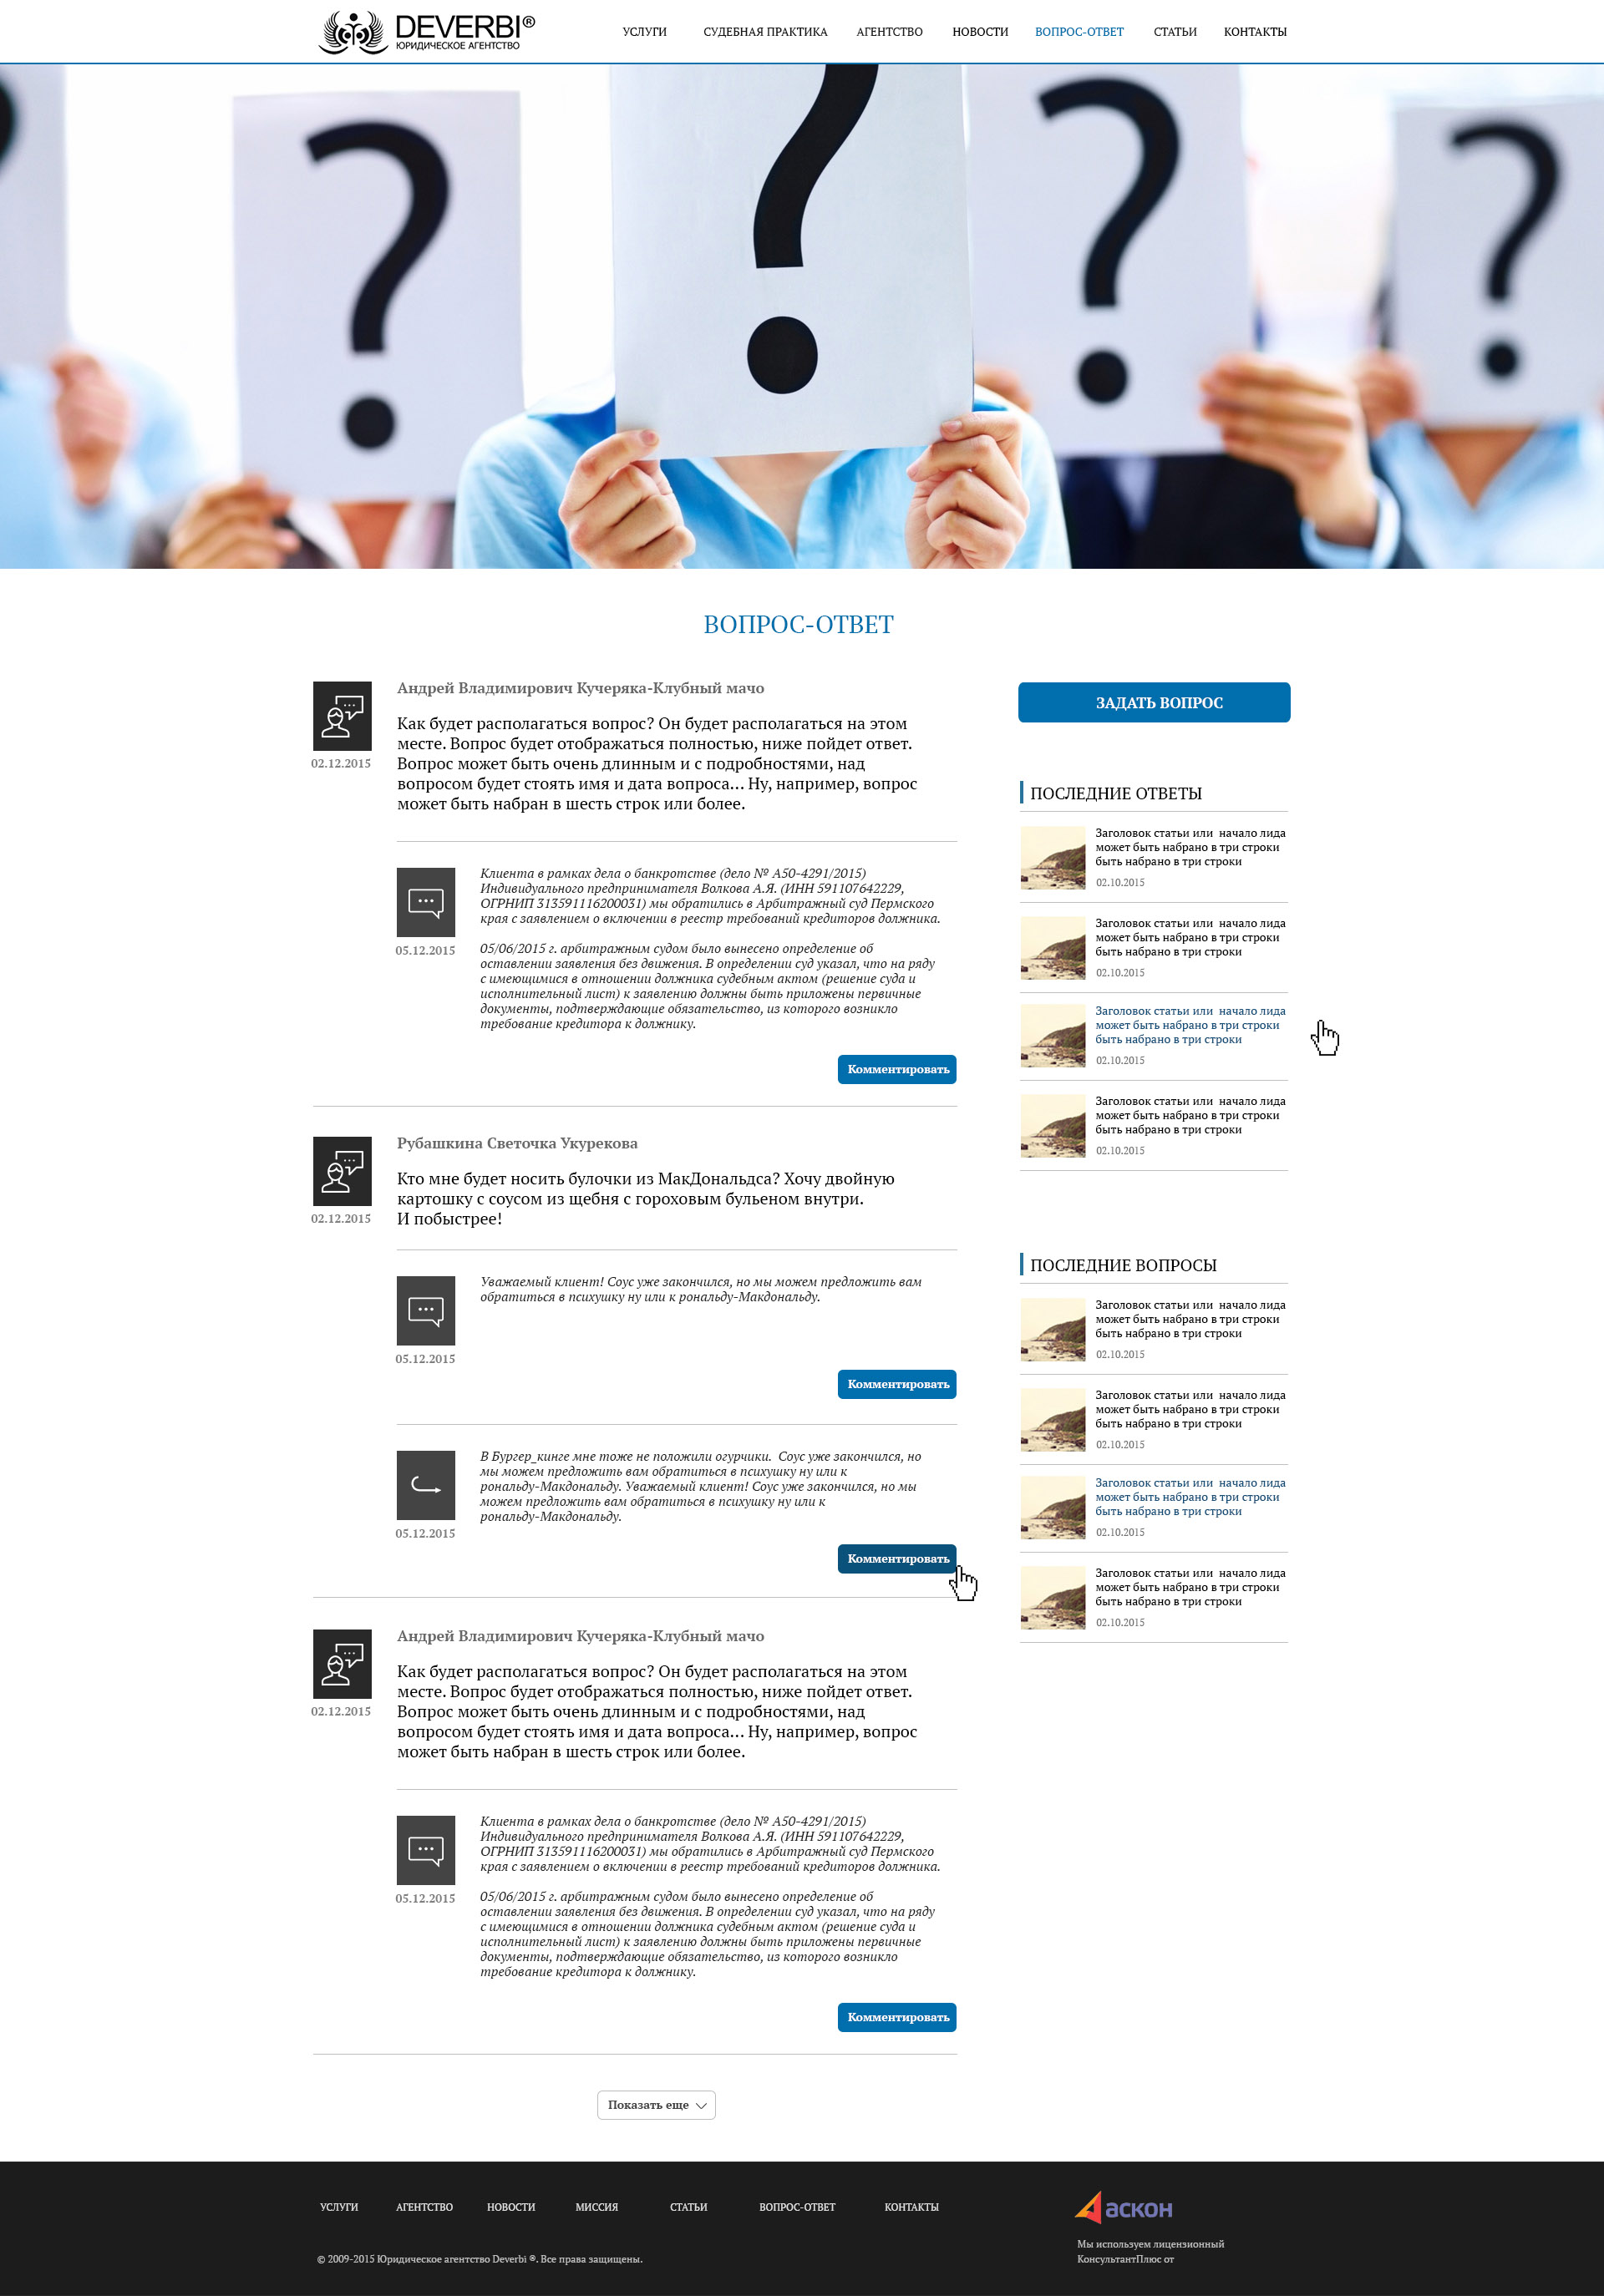 DEVERBI®
ЮРИДИЧЕСКОЕ АГЕНТСТВО
УСЛУГИ СУДЕБНАЯ ПРАКТИКА АГЕНТСТВО НОВОСТИ ВОПРОС-ОТВЕТ СТАТЬИ КОНТАКТЫ
? ? ? ?
ВОПРОС-ОТВЕТ
Андрей Владимирович Кучеряка-Клубный мачо
02.12.2015
Как будет располагаться вопрос? Он будет располагаться на этом
месте. Вопрос будет отображаться полностью, ниже пойдет ответ.
Вопрос может быть очень длинным и с подробностями, над
вопросом будет стоять имя и дата вопроса... Ну, например, вопрос
может быть набран в шесть строк или более.
05.12.2015
Клиента в рамках дела о банкротстве (дело № А50-4291/2015)
Индивидуального предпринимателя Волкова А.Я. (ИНН 591107642229,
ОГРНИП 313591116200031) мы обратились в Арбитражный суд Пермского
края с заявлением о включении в реестр требований кредиторов должника.
05/06/2015 г. арбитражным судом было вынесено определение об
оставлении заявления без движения. В определении суд указал, что на ряду
с имеющимися в отношении должника судебным актом (решение суда и
исполнительный лист) к заявлению должны быть приложены первичные
документы, подтверждающие обязательство, из которого возникло
требование кредитора к должнику.
Комментировать
Рубашкина Светочка Укурекова
02.12.2015
Кто мне будет носить булочки из МакДональдса? Хочу двойную
картошку с соусом из щебня с гороховым бульеном внутри.
И побыстрее!
05.12.2015
Уважаемый клиент! Соус уже закончился, но мы можем предложить вам
обратиться в психушку ну или к рональду-Макдональду.
Комментировать
05.12.2015
В Бургер_кинге мне тоже не положили огурчики. Соус уже закончился, но
мы можем предложить вам обратиться в психушку ну или к
рональду-Макдональду. Уважаемый клиент! Соус уже закончился, но мы
можем предложить вам обратиться в психушку ну или к
рональду-Макдональду.
Комментировать
Андрей Владимирович Кучеряка-Клубный мачо
02.12.2015
Как будет располагаться вопрос? Он будет располагаться на этом
месте. Вопрос будет отображаться полностью, ниже пойдет ответ.
Вопрос может быть очень длинным и с подробностями, над
вопросом будет стоять имя и дата вопроса... Ну, например, вопрос
может быть набран в шесть строк или более.
05.12.2015
Клиента в рамках дела о банкротстве (дело № А50-4291/2015)
Индивидуального предпринимателя Волкова А.Я. (ИНН 591107642229,
ОГРНИП 313591116200031) мы обратились в Арбитражный суд Пермского
края с заявлением о включении в реестр требований кредиторов должника.
05/06/2015 г. арбитражным судом было вынесено определение об
оставлении заявления без движения. В определении суд указал, что на ряду
с имеющимися в отношении должника судебным актом (решение суда и
исполнительный лист) к заявлению должны быть приложены первичные
документы, подтверждающие обязательство, из которого возникло
требование кредитора к должнику.
Комментировать
Показать еще
ЗАДАТЬ ВОПРОС
ПОСЛЕДНИЕ ОТВЕТЫ
Заголовок статьи или начало лида
может быть набрано в три строки
быть набрано в три строки
02.10.2015
Заголовок статьи или начало лида
может быть набрано в три строки
быть набрано в три строки
02.10.2015
Заголовок статьи или начало лида
может быть набрано в три строки
быть набрано в три строки
02.10.2015
Заголовок статьи или начало лида
может быть набрано в три строки
быть набрано в три строки
02.10.2015
ПОСЛЕДНИЕ ВОПРОСЫ
Заголовок статьи или начало лида
может быть набрано в три строки
быть набрано в три строки
02.10.2015
Заголовок статьи или начало лида
может быть набрано в три строки
быть набрано в три строки
02.10.2015
Заголовок статьи или начало лида
может быть набрано в три строки
быть набрано в три строки
02.10.2015
Заголовок статьи или начало лида
может быть набрано в три строки
быть набрано в три строки
02.10.2015
УСЛУГИ АГЕНТСТВО НОВОСТИ МИССИЯ СТАТЬИ ВОПРОС-ОТВЕТ КОНТАКТЫ
© 2009-2015 Юридическое агентство Deverbi ®. Все права защищены.
АСКОН
Мы используем лицензионный
КонсультантПлюс от